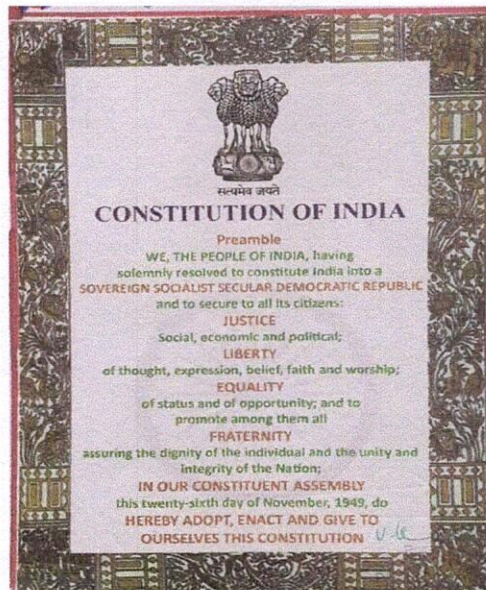 सत्यमेव जयते
CONSTITUTION OF INDIA
Preamble
WE, THE PEOPLE OF INDIA, having
solemnly resolved to constitute India into a
SOVEREIGN SOCIALIST SECULAR DEMOCRATIC REPUBLIC
and to secure to all its citizens:
JUSTICE
Social, economic and political;
LIBERTY
of thought, expression, belief, faith and worship;
EQUALITY
of status and of opportunity; and to
promote among them all
FRATERNITY
assuring the dignity of the individual and the unity and
integrity of the Nation;
IN OUR CONSTITUENT ASSEMBLY
this twenty-sixth day of November, 1949, do
HEREBY ADOPT, ENACT AND GIVE TO
OURSELVES THIS CONSTITUTION